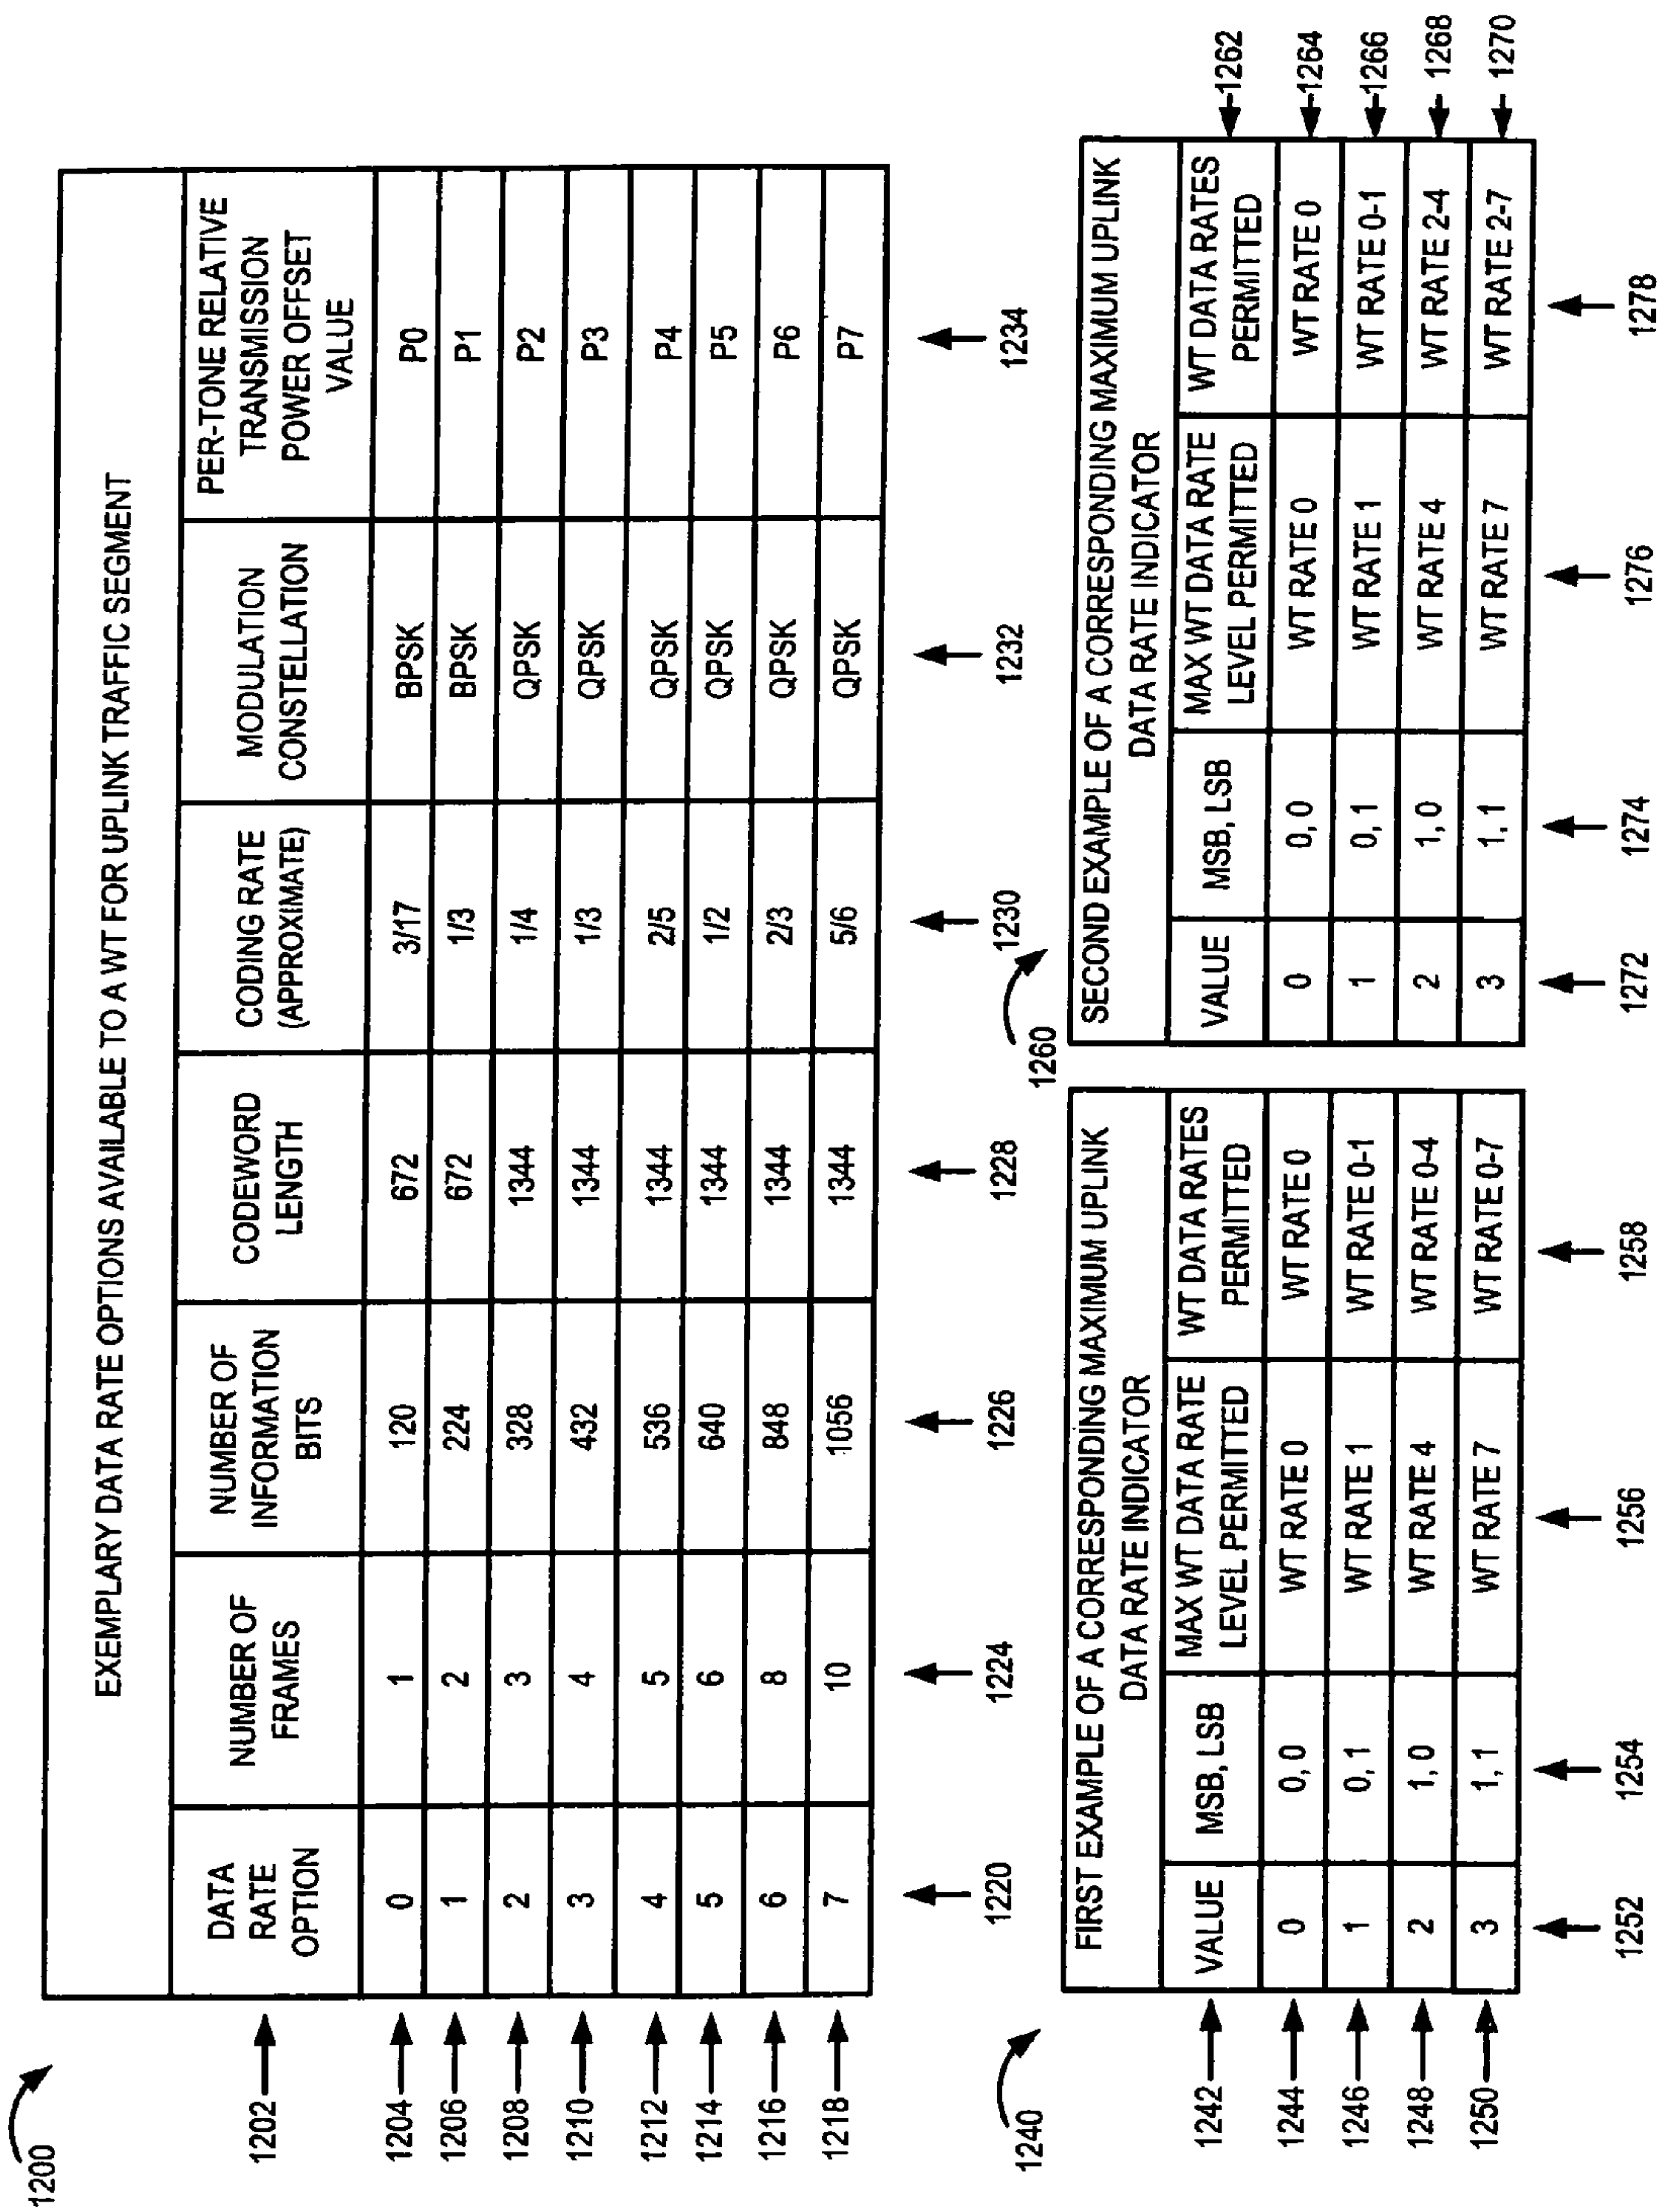 1200
EXEMPLARY DATA RATE OPTIONS AVAILABLE TO A WT FOR UPLINK TRAFFIC SEGMENT
1202 DATA RATE OPTION NUMBER OF FRAMES NUMBER OF INFORMATION BITS CODEWORD LENGTH CODING RATE (APPROXIMATE) MODULATION CONSTELLATION PER-TONE RELATIVE TRANSMISSION POWER OFFSET VALUE
1204 0 1 120 672 3/17 BPSK P0
1206 1 2 224 672 1/3 BPSK P1
1208 2 3 328 1344 1/4 QPSK P2
1210 3 4 432 1344 1/3 QPSK P3
1212 4 5 536 1344 2/5 QPSK P4
1214 5 6 640 1344 1/2 QPSK P5
1216 6 8 848 1344 2/3 QPSK P6
1218 7 10 1056 1344 5/6 QPSK P7
1220 1224 1226 1228 1230 1232 1234
1240
FIRST EXAMPLE OF A CORRESPONDING MAXIMUM UPLINK
DATA RATE INDICATOR
1242 VALUE MSB, LSB MAX WT DATA RATE LEVEL PERMITTED WT DATA RATES PERMITTED
1244 0 0, 0 WT RATE 0 WT RATE 0
1246 1 0, 1 WT RATE 1 WT RATE 0-1
1248 2 1, 0 WT RATE 4 WT RATE 0-4
1250 3 1, 1 WT RATE 7 WT RATE 0-7
1252 1254 1256 1258
1260
SECOND EXAMPLE OF A CORRESPONDING MAXIMUM UPLINK
DATA RATE INDICATOR
VALUE MSB, LSB MAX WT DATA RATE LEVEL PERMITTED WT DATA RATES PERMITTED 1262
0 0, 0 WT RATE 0 WT RATE 0 1264
1 0, 1 WT RATE 1 WT RATE 0-1 1266
2 1, 0 WT RATE 4 WT RATE 2-4 1268
3 1, 1 WT RATE 7 WT RATE 2-7 1270
1272 1274 1276 1278